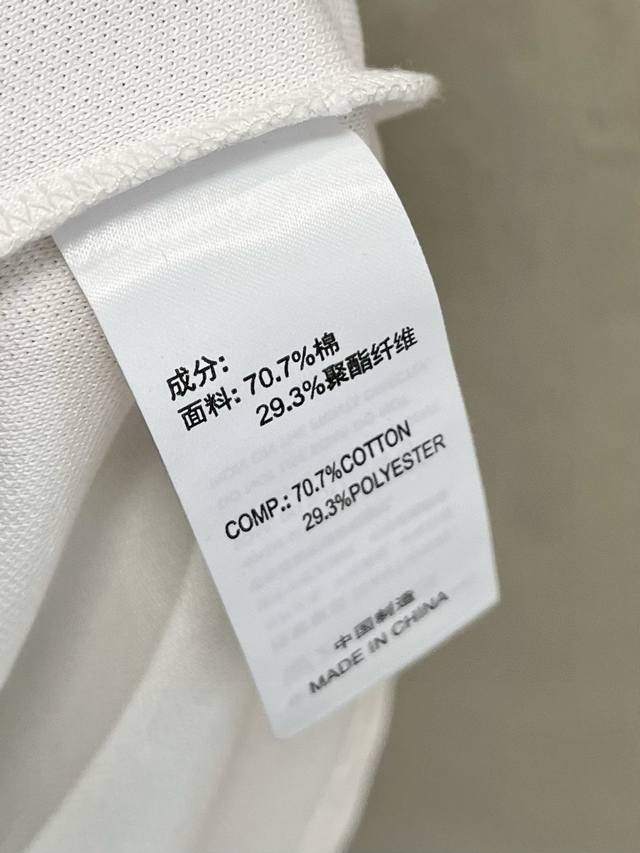 成分:
面料: 70.7%棉
29.3%聚酯纤维
COMP.: 70.7%COTTON
29.3%POLYESTER
中国制造
MADE IN CHINA